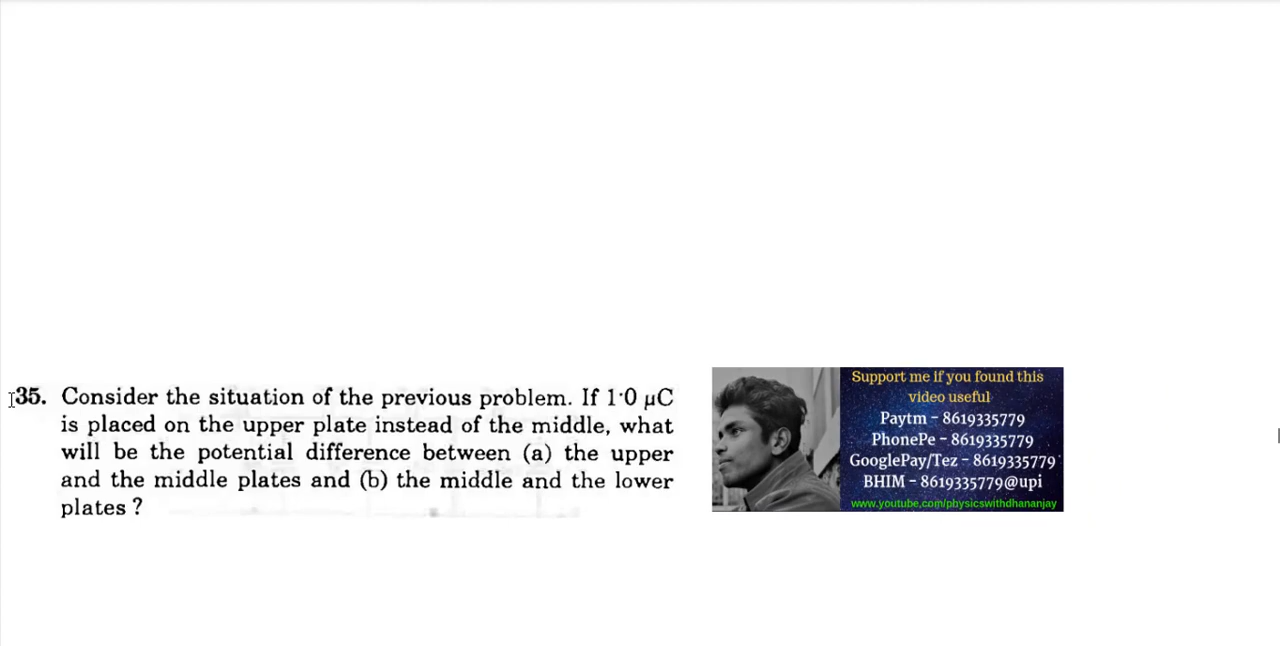 35. Consider the situation of the previous problem. If 1·0 μC
is placed on the upper plate instead of the middle, what
will be the potential difference between (a) the upper
and the middle plates and (b) the middle and the lower
plates ?
Support me if you found this
video useful
Paytm - 8619335779
PhonePe - 8619335779
GooglePay/Tez - 8619335779
BHIM - 8619335779@upi
www.youtube.com/physicswithdhananjay